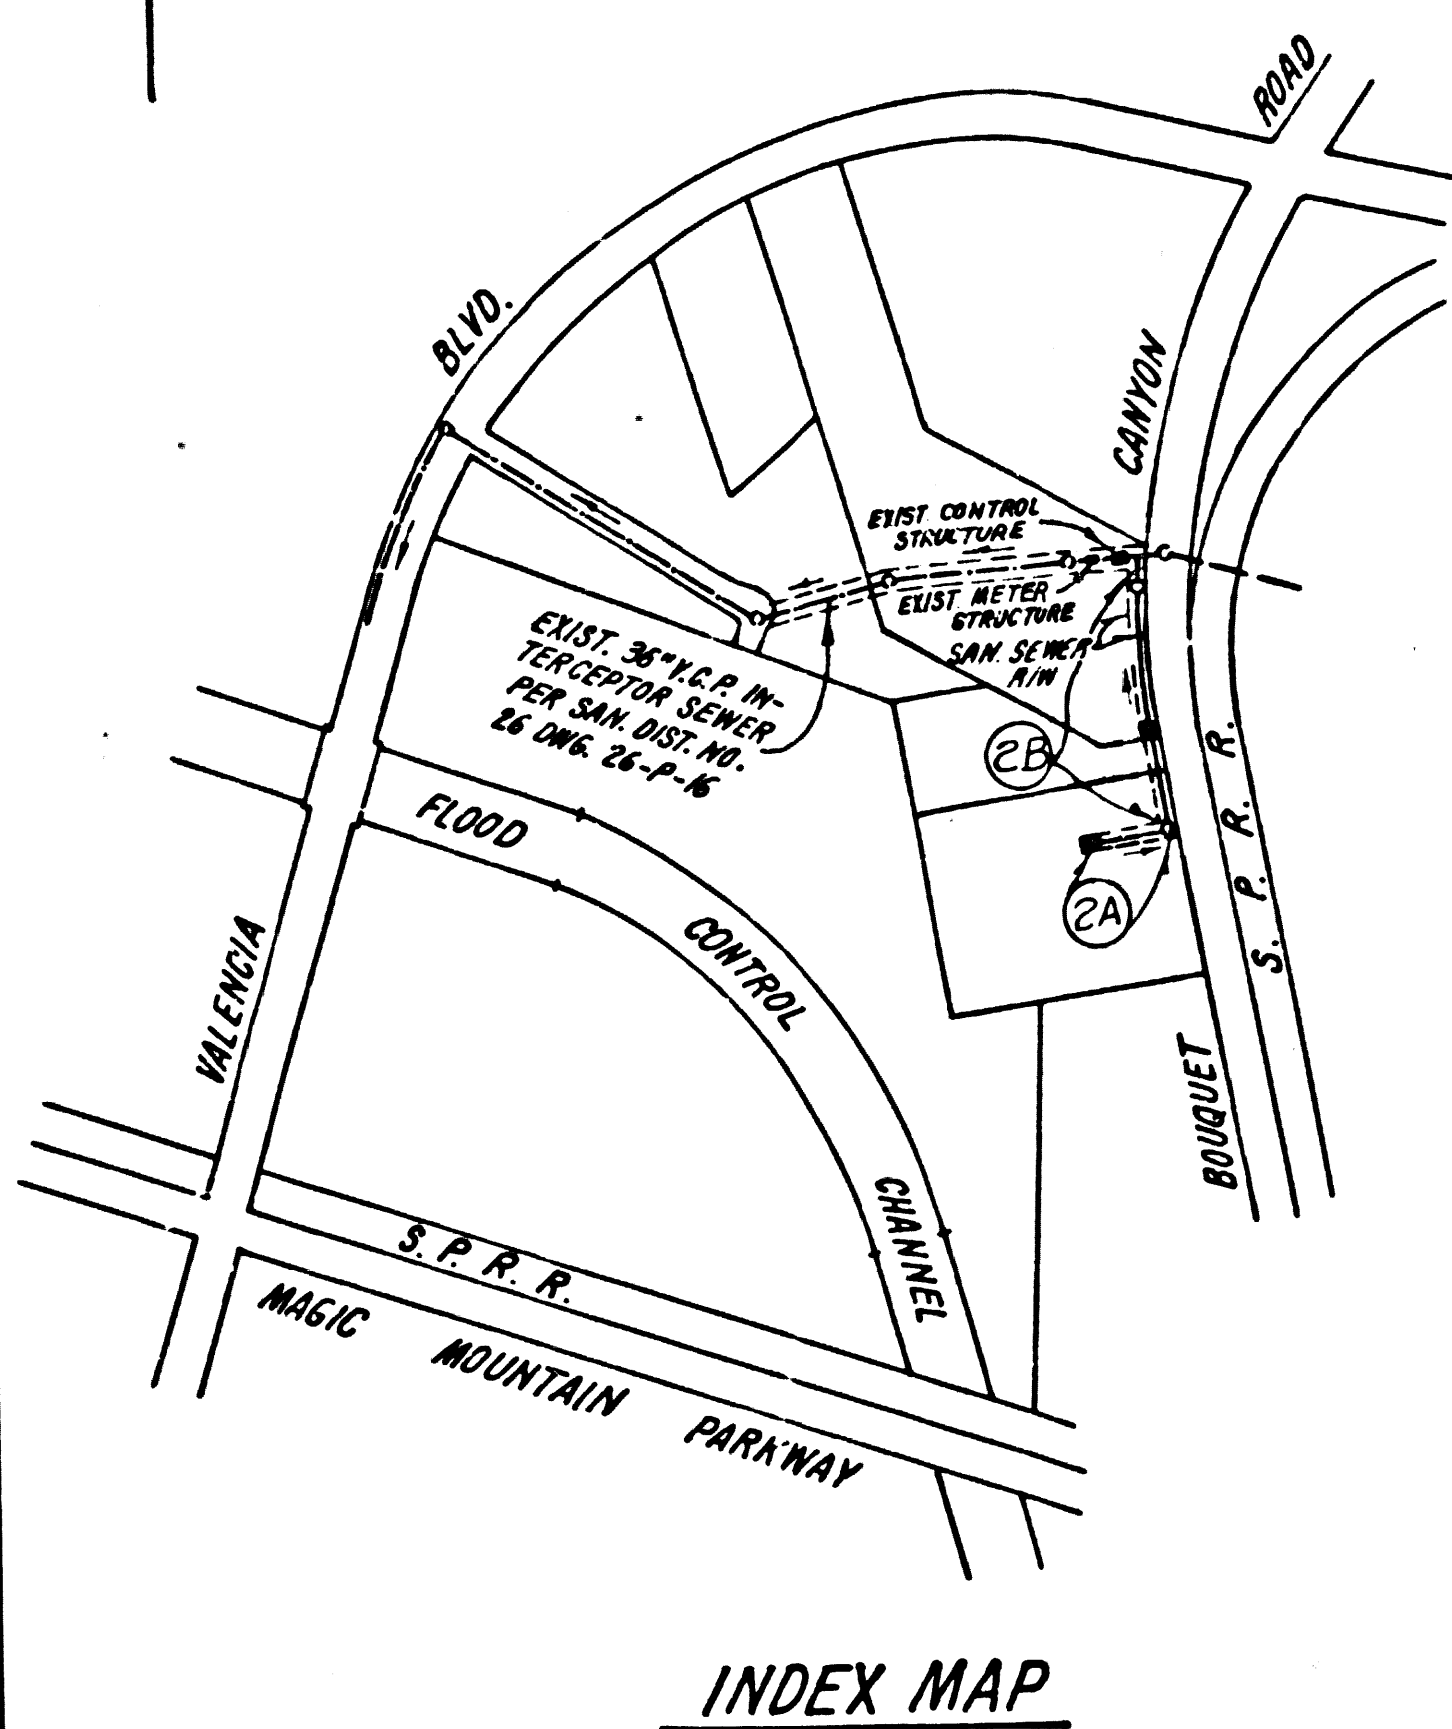 ROAD
BLVD.
CANYON
EXIST. CONTROL
STRUCTURE
EXIST. METER
STRUCTURE
SAN. SEWER
R/W
EXIST. 36" V.C.P. IN-
TERCEPTOR SEWER
PER SAN. DIST. NO.
26 DWG. 26-P-16
2B
2A
S. P. R. R.
FLOOD
CONTROL
CHANNEL
VALENCIA
BOUQUET
S. P. R. R.
MAGIC MOUNTAIN PARKWAY
INDEX MAP